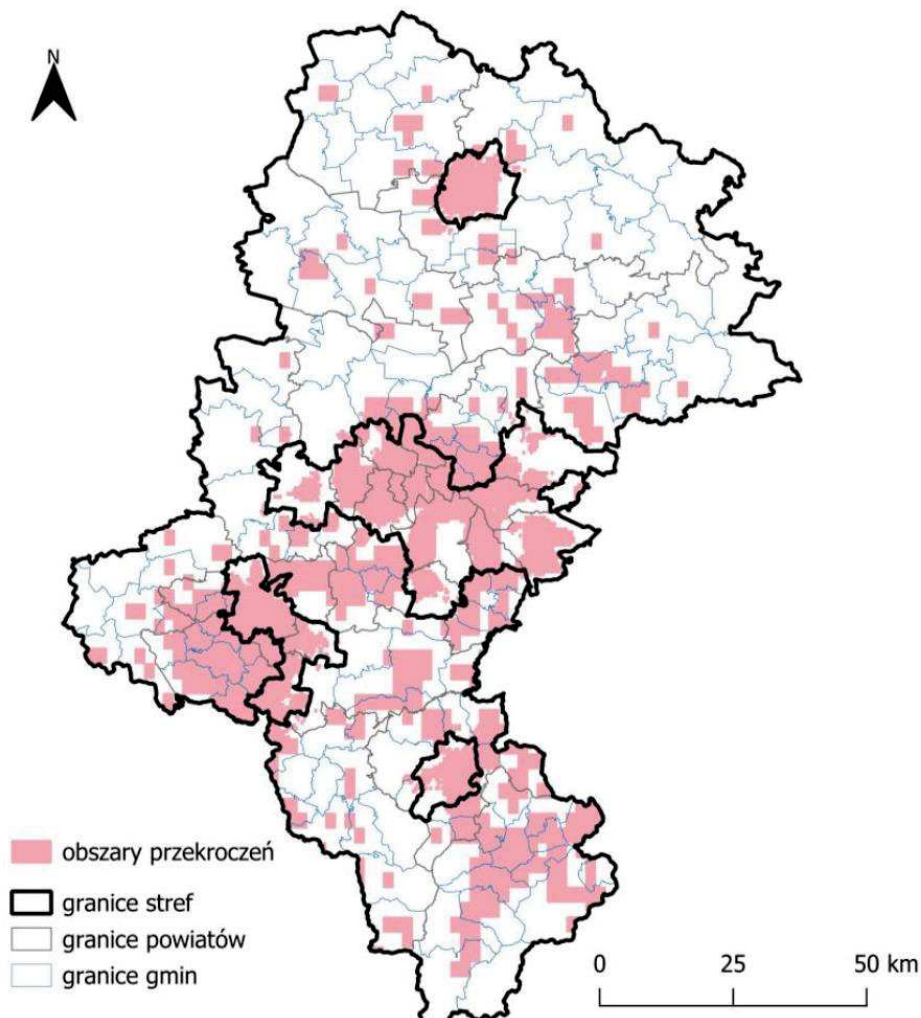 N
obszary przekroczeń
granice stref
granice powiatów
granice gmin
0 25 50 km